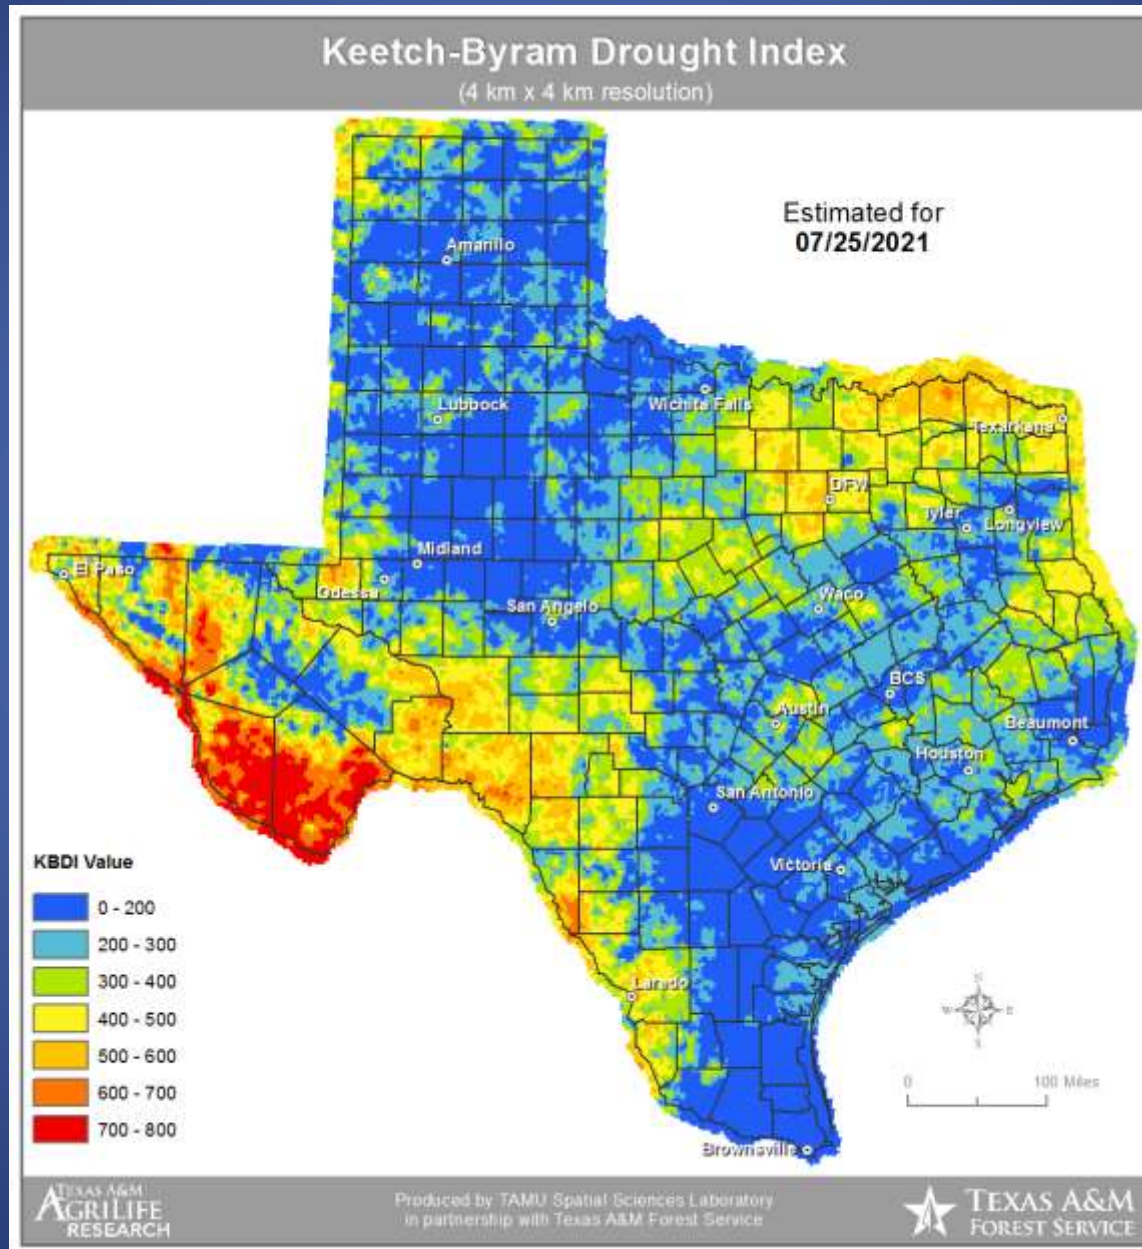 Keetch-Byram Drought Index
(4 km x 4 km resolution)
Estimated for
07/25/2021
Amarillo
Lubbock
Wichita Falls
Texarkana
DFW
Tyler
Longview
Midland
El Paso
Odessa
San Angelo
Waco
BCS
Austin
Beaumont
Houston
San Antonio
Victoria
Laredo
Brownsville
KBDI Value
0 - 200
200 - 300
300 - 400
400 - 500
500 - 600
600 - 700
700 - 800
N
W E
S
0 100 Miles
TEXAS A&M
AGRILIFE
RESEARCH
Produced by TAMU Spatial Sciences Laboratory
in partnership with Texas A&M Forest Service
TEXAS A&M
FOREST SERVICE